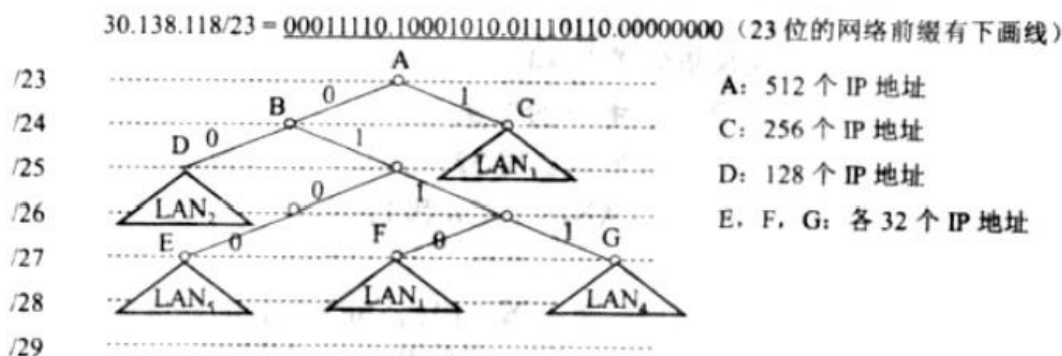 30.138.118/23 = 00011110.10001010.01110110.00000000（23 位的网络前缀有下画线）
A
/23
0
1
A：512 个 IP 地址
B
C
/24
0
1
C：256 个 IP 地址
D
/25
LAN₃
D：128 个 IP 地址
0
1
/26
LAN₂
E，F，G：各 32 个 IP 地址
E
0
F
0
1
G
/27
LAN₅
LAN₁
LAN₄
/28
/29